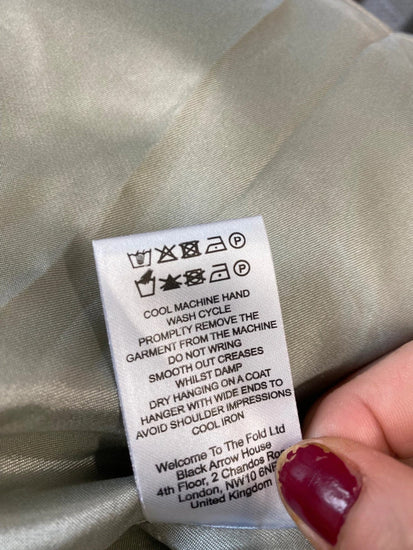 COOL MACHINE HAND
WASH CYCLE
PROMPTLY REMOVE THE
GARMENT FROM THE MACHINE
DO NOT WRING
SMOOTH OUT CREASES
WHILST DAMP
DRY HANGING ON A COAT
HANGER WITH WIDE ENDS TO
AVOID SHOULDER IMPRESSIONS
COOL IRON
Welcome To The Fold Ltd
Black Arrow House
4th Floor, 2 Chandos
London, NW10
United Kingdom